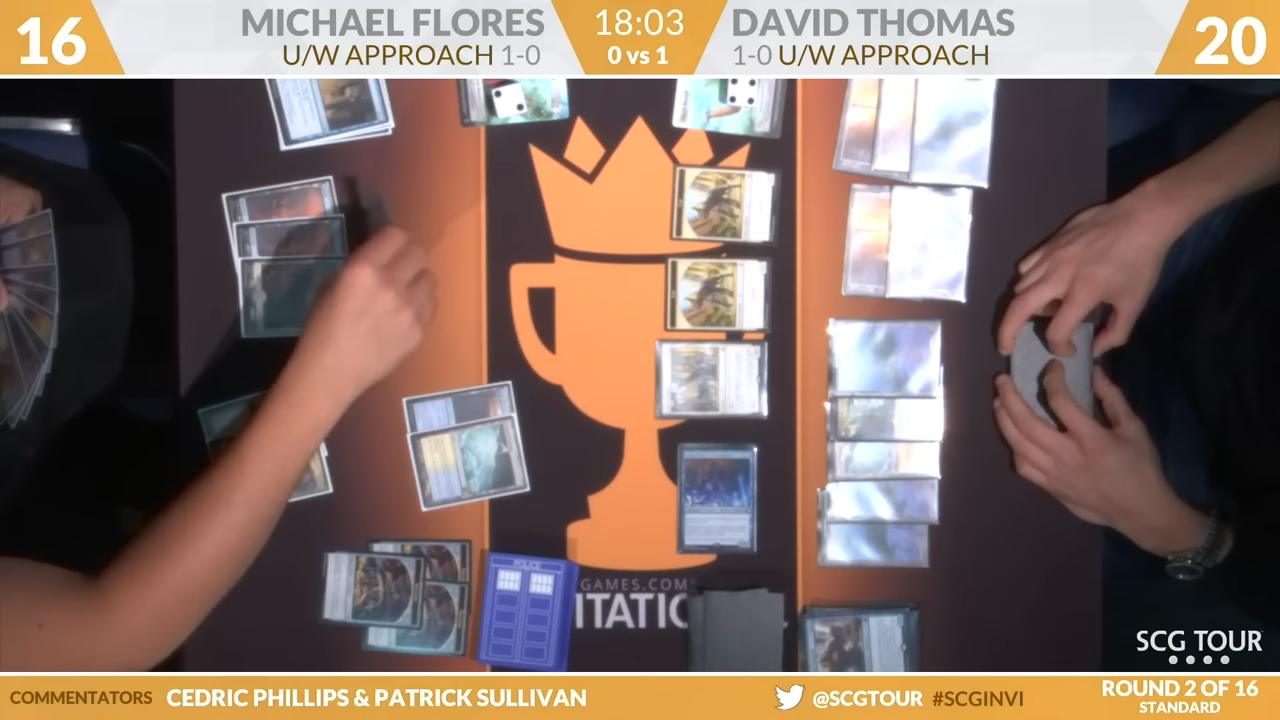 16
MICHAEL FLORES
U/W APPROACH 1-0
18:03
0 vs 1
DAVID THOMAS
1-0 U/W APPROACH
20
POLICE
GAMES.COM
ITATIO
SCG TOUR
COMMENTATORS CEDRIC PHILLIPS & PATRICK SULLIVAN
@SCGTOUR #SCGINVI
ROUND 2 OF 16
STANDARD